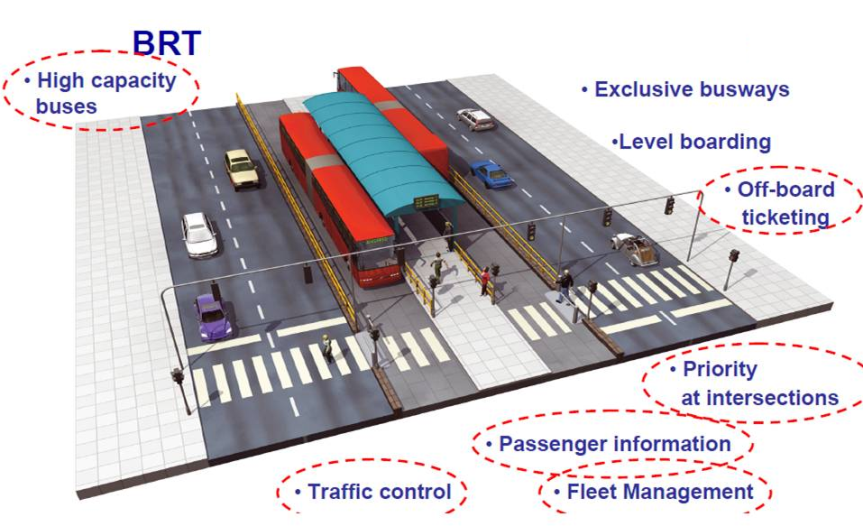 BRT
• High capacity
buses
• Exclusive busways
•Level boarding
• Off-board
ticketing
• Priority
at intersections
• Passenger information
• Traffic control
• Fleet Management